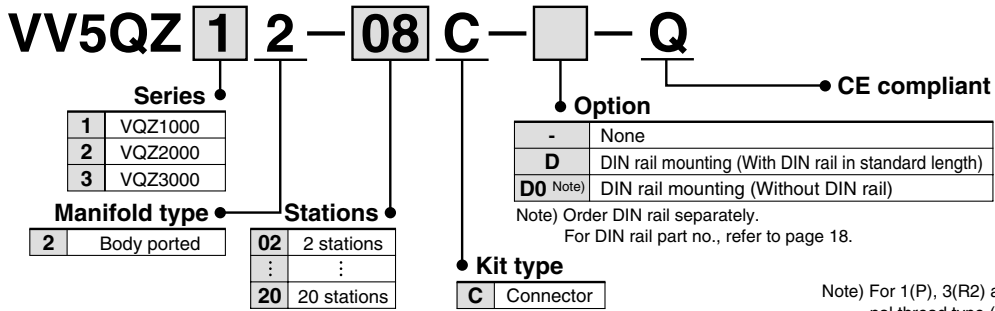 VV5QZ 1 2 — 08 C — — Q
CE compliant
Series
1 VQZ1000
2 VQZ2000
3 VQZ3000
Option
- None
D DIN rail mounting (With DIN rail in standard length)
D0 Note) DIN rail mounting (Without DIN rail)
Note) Order DIN rail separately.
For DIN rail part no., refer to page 18.
Manifold type
2 Body ported
Stations
02 2 stations
⋮ ⋮
20 20 stations
Kit type
C Connector
Note) For 1(P), 3(R2) a
nal thread type (